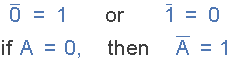 0̅ = 1 or 1̅ = 0
if A = 0, then A̅ = 1